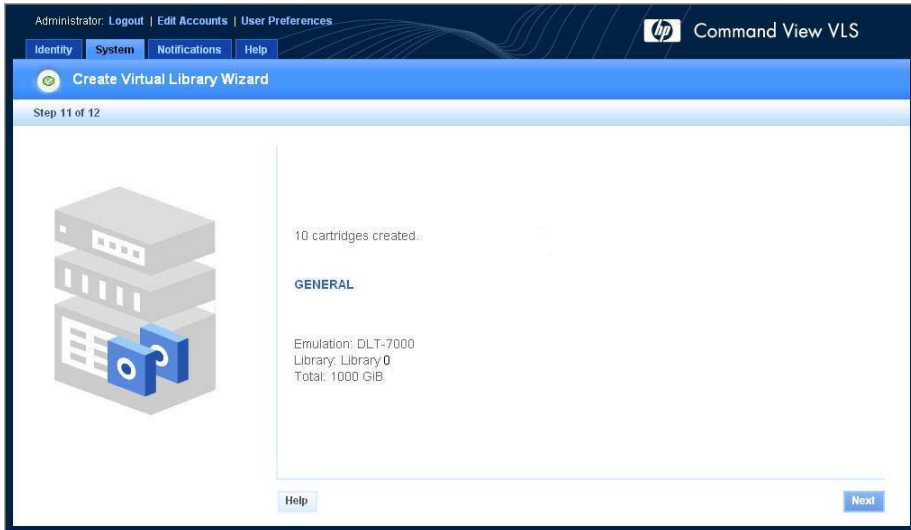 Administrator: Logout | Edit Accounts | User Preferences
hp Command View VLS
Identity System Notifications Help
Create Virtual Library Wizard
Step 11 of 12
10 cartridges created.
GENERAL
Emulation: DLT-7000
Library: Library 0
Total: 1000 GiB
Help Next